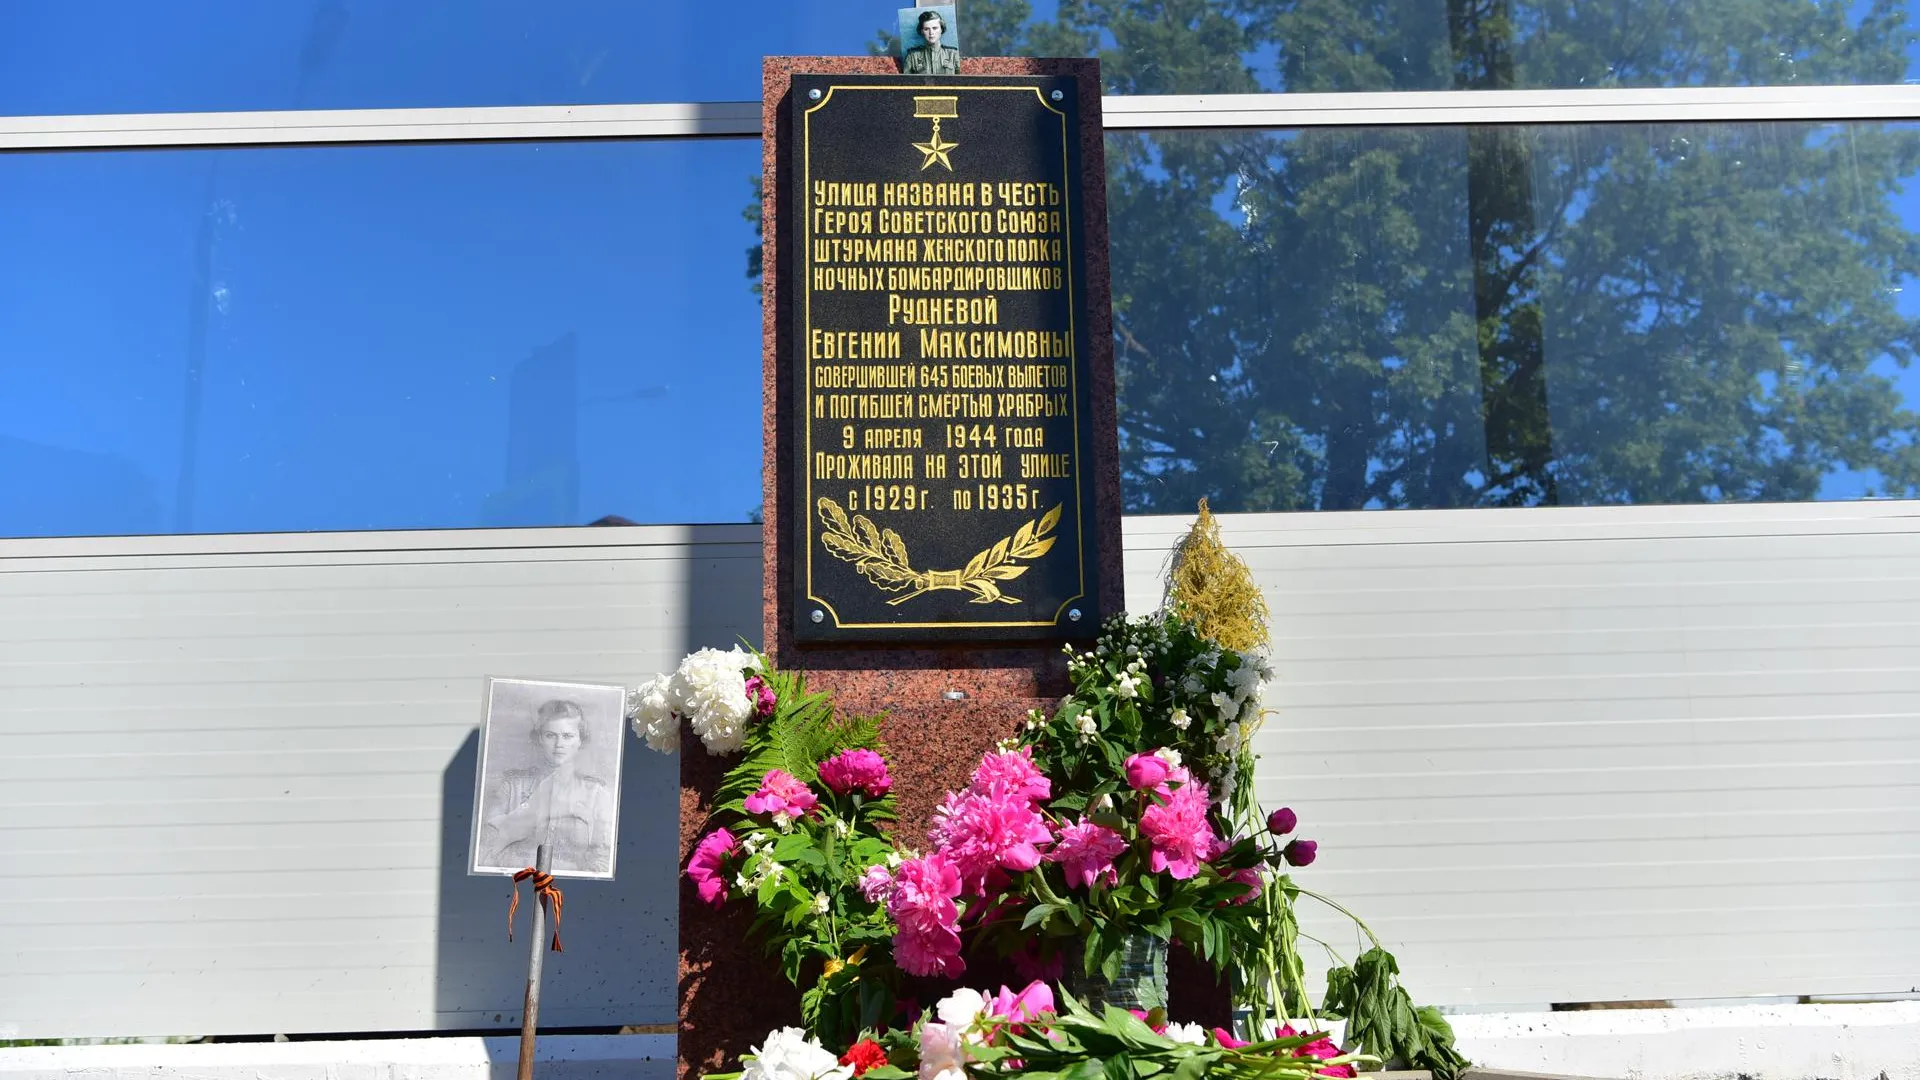 Улица названа в честь
Героя Советского Союза
штурмана женского полка
ночных бомбардировщиков
Рудневой
Евгении Максимовны
совершившей 645 боевых вылетов
и погибшей смертью храбрых
9 апреля 1944 года
Проживала на этой улице
с 1929 г. по 1935 г.